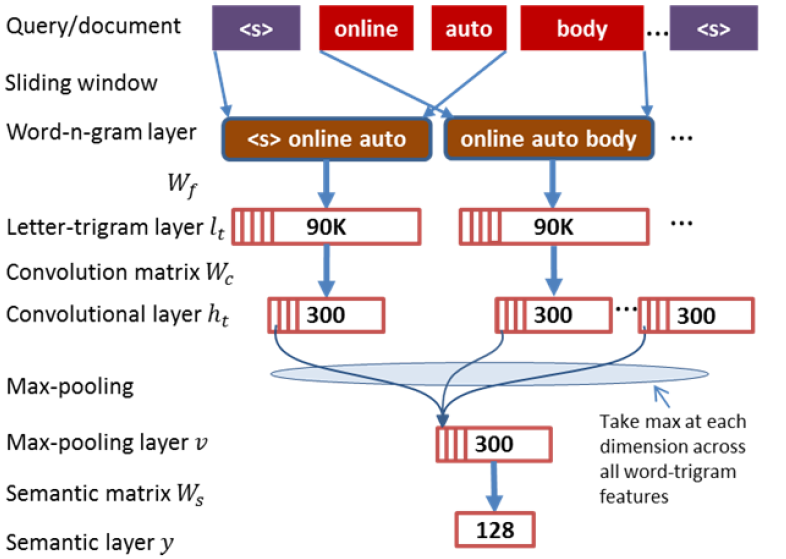 Query/document <s> online auto body ... <s>
Sliding window
Word-n-gram layer <s> online auto online auto body ...
W_f
Letter-trigram layer l_t 90K 90K ...
Convolution matrix W_c
Convolutional layer h_t 300 300 ... 300
Max-pooling
Take max at each
dimension across
all word-trigram
features
Max-pooling layer v 300
Semantic matrix W_s
Semantic layer y 128